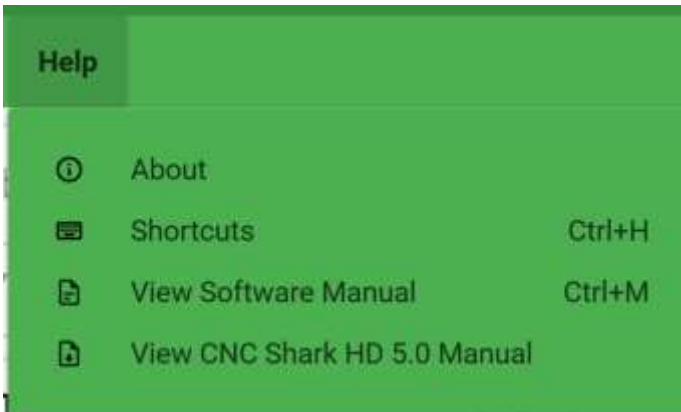 Help
About
Shortcuts Ctrl+H
View Software Manual Ctrl+M
View CNC Shark HD 5.0 Manual